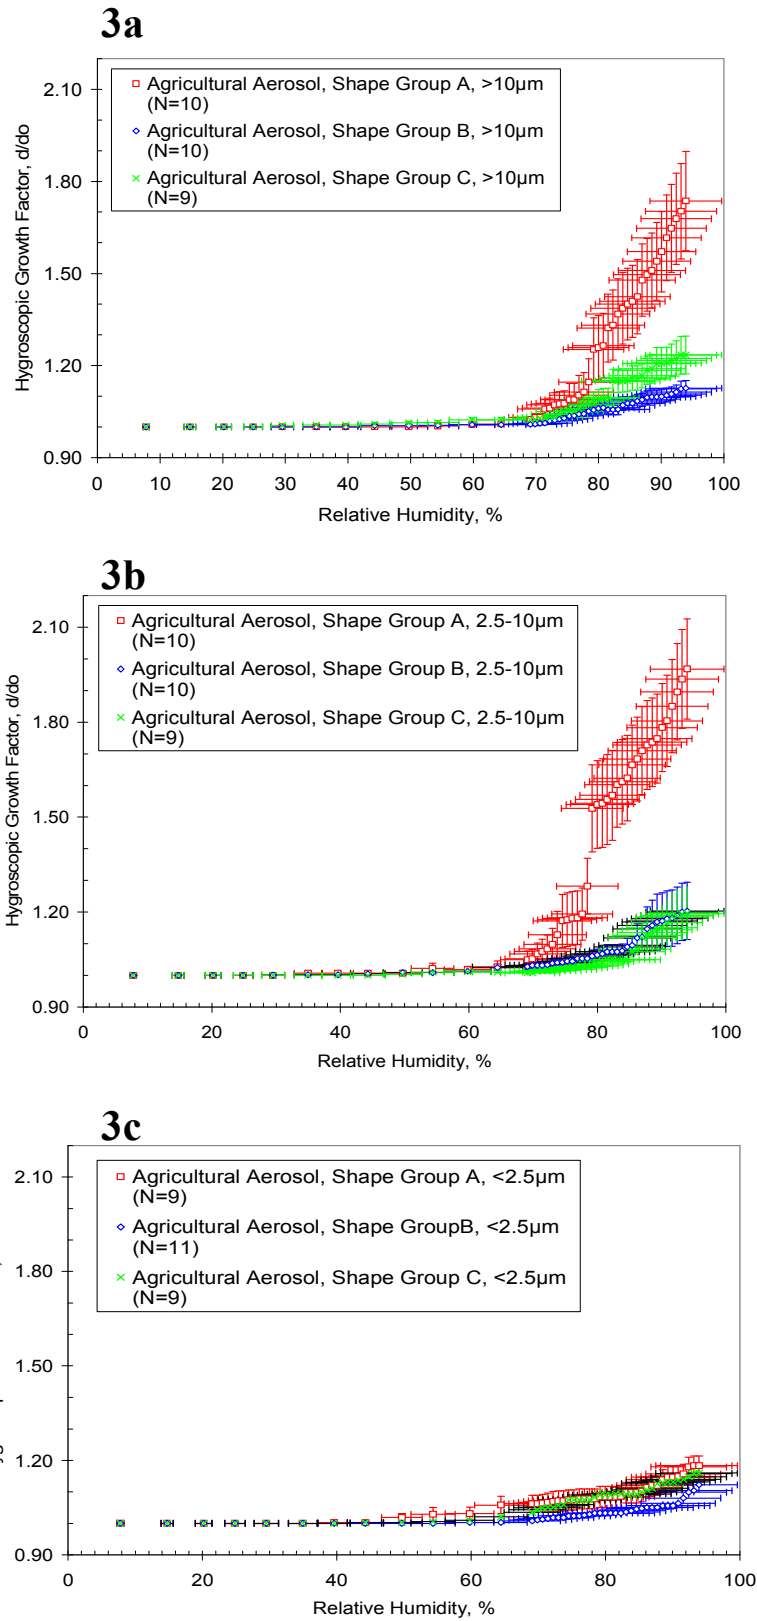 3a
2.10
1.80
1.50
1.20
0.90
Hygroscopic Growth Factor, d/do
Agricultural Aerosol, Shape Group A, >10µm
(N=10)
Agricultural Aerosol, Shape Group B, >10µm
(N=10)
Agricultural Aerosol, Shape Group C, >10µm
(N=9)
0 10 20 30 40 50 60 70 80 90 100
Relative Humidity, %
3b
2.10
1.80
1.50
1.20
0.90
Hygroscopic Growth Factor, d/do
Agricultural Aerosol, Shape Group A, 2.5-10µm
(N=10)
Agricultural Aerosol, Shape Group B, 2.5-10µm
(N=10)
Agricultural Aerosol, Shape Group C, 2.5-10µm
(N=9)
0 20 40 60 80 100
Relative Humidity, %
3c
2.10
1.80
1.50
1.20
0.90
Agricultural Aerosol, Shape Group A, <2.5µm
(N=9)
Agricultural Aerosol, Shape GroupB, <2.5µm
(N=11)
Agricultural Aerosol, Shape Group C, <2.5µm
(N=9)
0 20 40 60 80 100
Relative Humidity, %